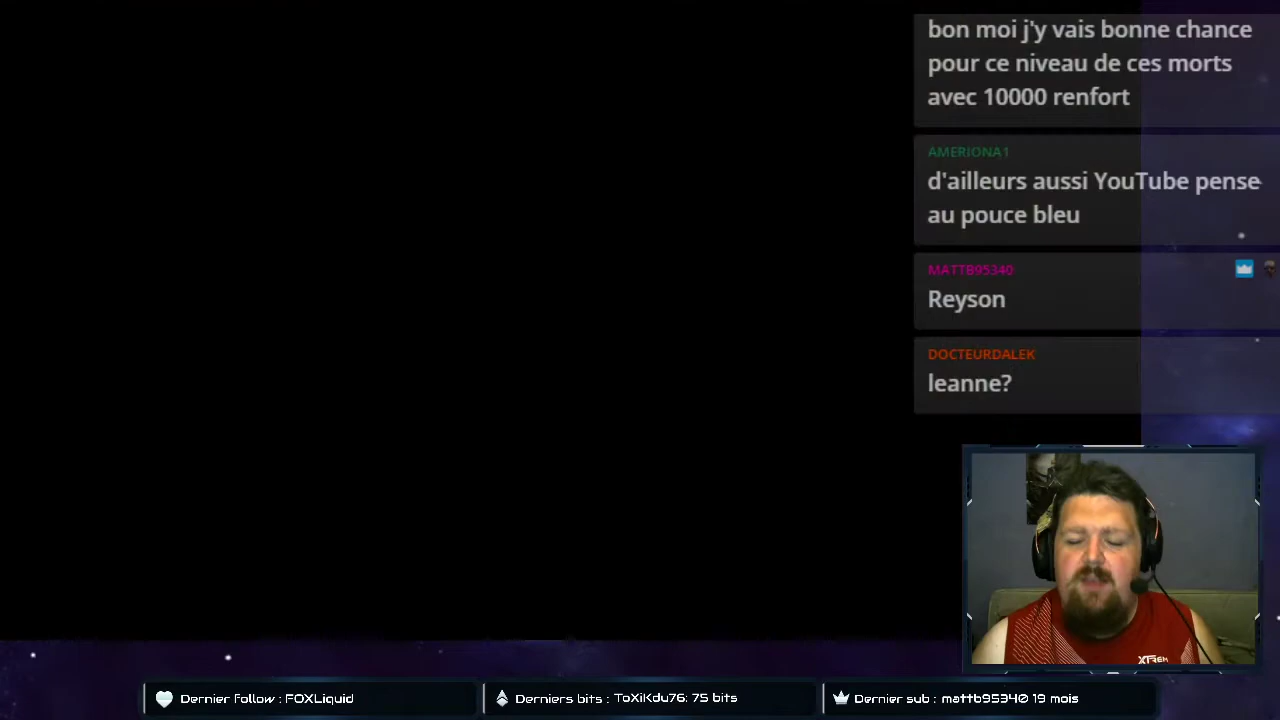 bon moi j'y vais bonne chance
pour ce niveau de ces morts
avec 10000 renfort
AMERIONA1
d'ailleurs aussi YouTube pense
au pouce bleu
MATTB95340
Reyson
DOCTEURDALEK
leanne?
XTREM
Dernier Follow : FOXLiquid
Derniers bits : ToXiKdu76: 75 bits
Dernier sub : mattb95340 19 mois